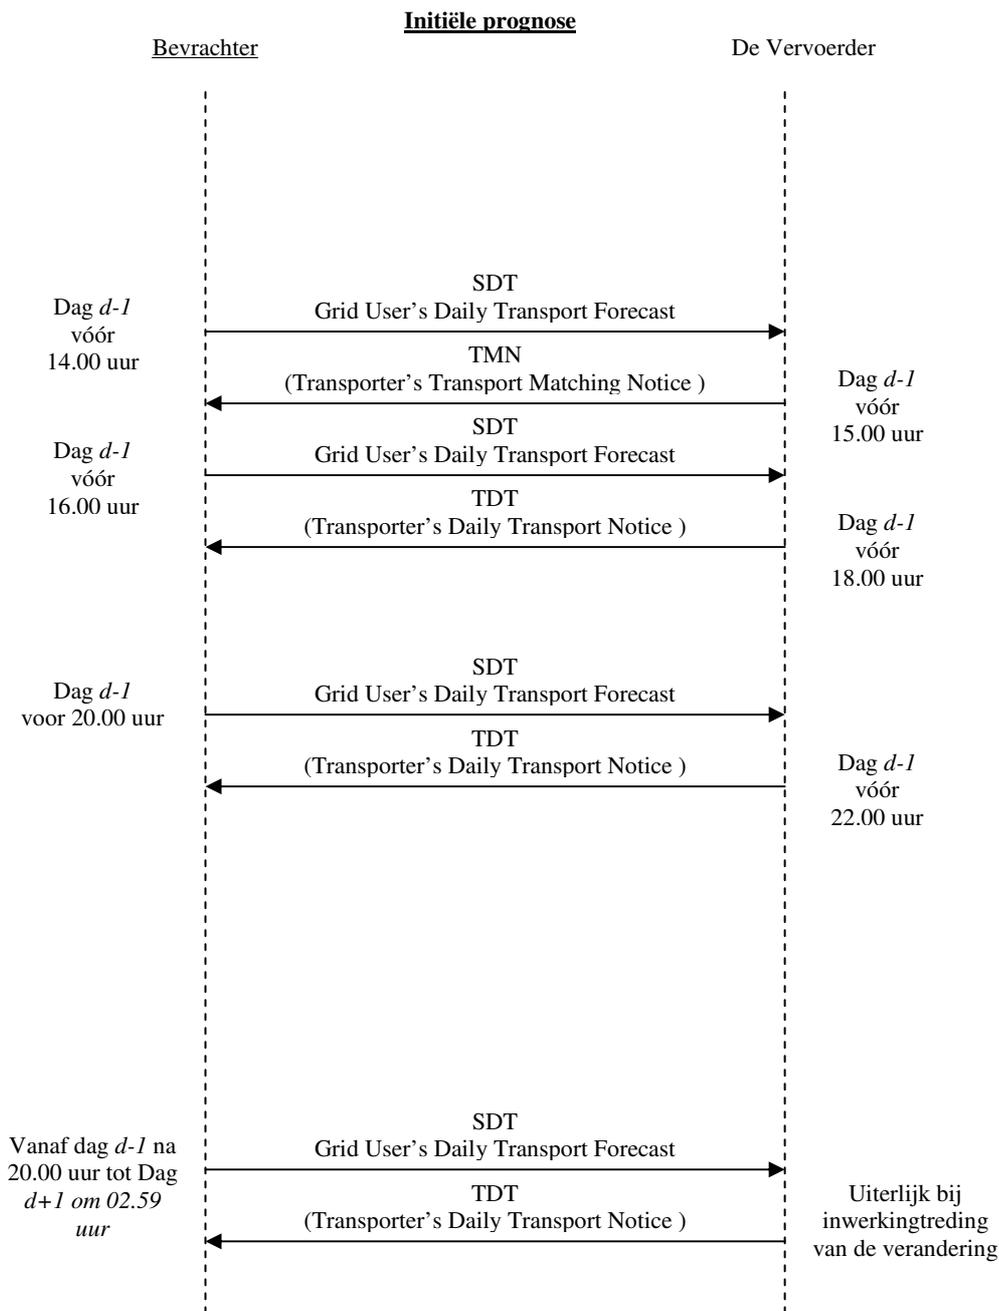 Initiële prognose
Bevrachter
De Vervoerder
SDT
Grid User's Daily Transport Forecast
Dag d-1
vóór
14.00 uur
TMN
(Transporter's Transport Matching Notice )
Dag d-1
vóór
15.00 uur
SDT
Grid User's Daily Transport Forecast
Dag d-1
vóór
16.00 uur
TDT
(Transporter's Daily Transport Notice )
Dag d-1
vóór
18.00 uur
SDT
Grid User's Daily Transport Forecast
Dag d-1
voor 20.00 uur
TDT
(Transporter's Daily Transport Notice )
Dag d-1
vóór
22.00 uur
SDT
Grid User's Daily Transport Forecast
Vanaf dag d-1 na
20.00 uur tot Dag
d+1 om 02.59
uur
TDT
(Transporter's Daily Transport Notice )
Uiterlijk bij
inwerkingtreding
van de verandering